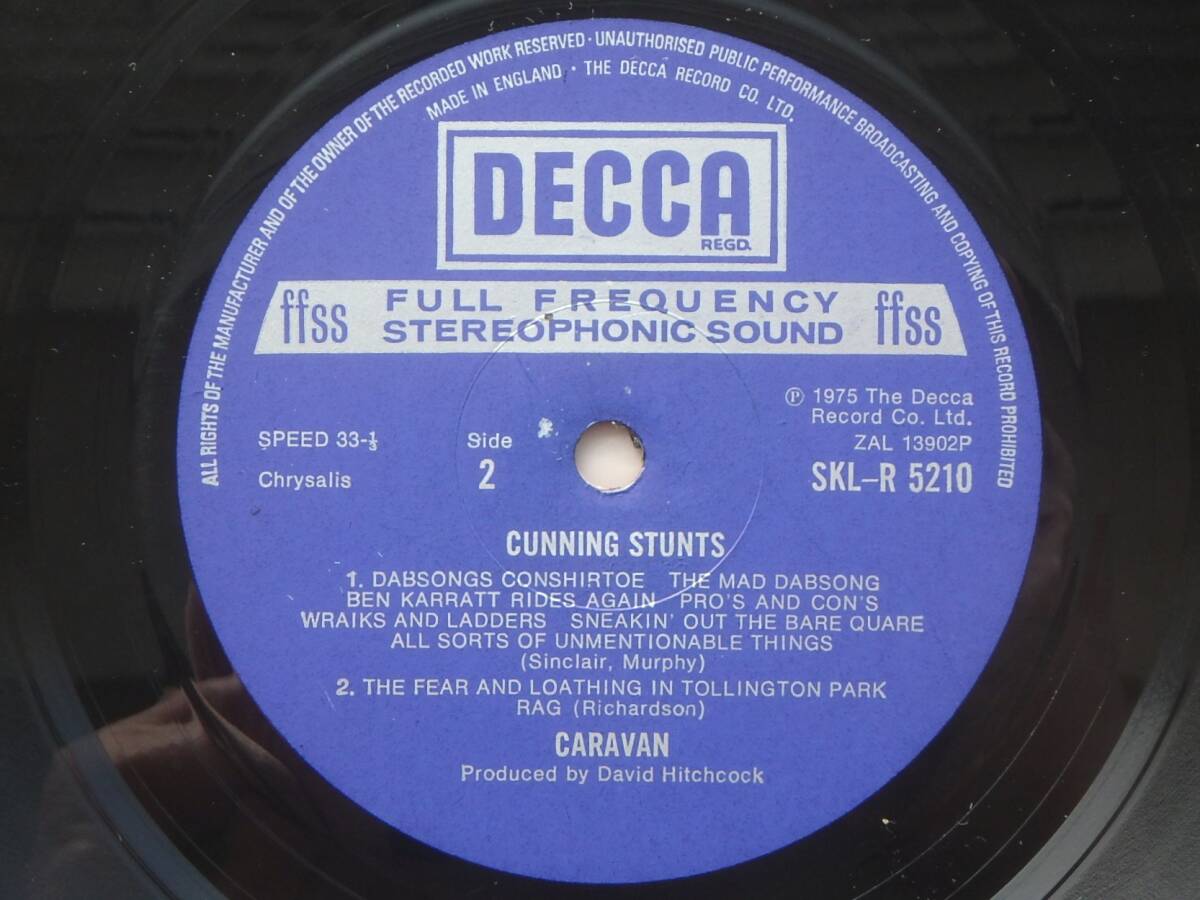 ALL RIGHTS OF THE MANUFACTURER AND OF THE OWNER OF THE RECORDED WORK RESERVED · UNAUTHORISED PUBLIC PERFORMANCE BROADCASTING AND COPYING OF THIS RECORD PROHIBITED
MADE IN ENGLAND · THE DECCA RECORD CO. LTD.
DECCA
REGD.
ffss FULL FREQUENCY ffss
STEREOPHONIC SOUND
℗ 1975 The Decca
Record Co. Ltd.
SPEED 33-⅓ Side ZAL 13902P
Chrysalis 2 SKL-R 5210
CUNNING STUNTS
1. DABSONGS CONSHIRTOE THE MAD DABSONG
BEN KARRATT RIDES AGAIN PRO'S AND CON'S
WRAIKS AND LADDERS SNEAKIN' OUT THE BARE QUARE
ALL SORTS OF UNMENTIONABLE THINGS
(Sinclair, Murphy)
2. THE FEAR AND LOATHING IN TOLLINGTON PARK
RAG (Richardson)
CARAVAN
Produced by David Hitchcock